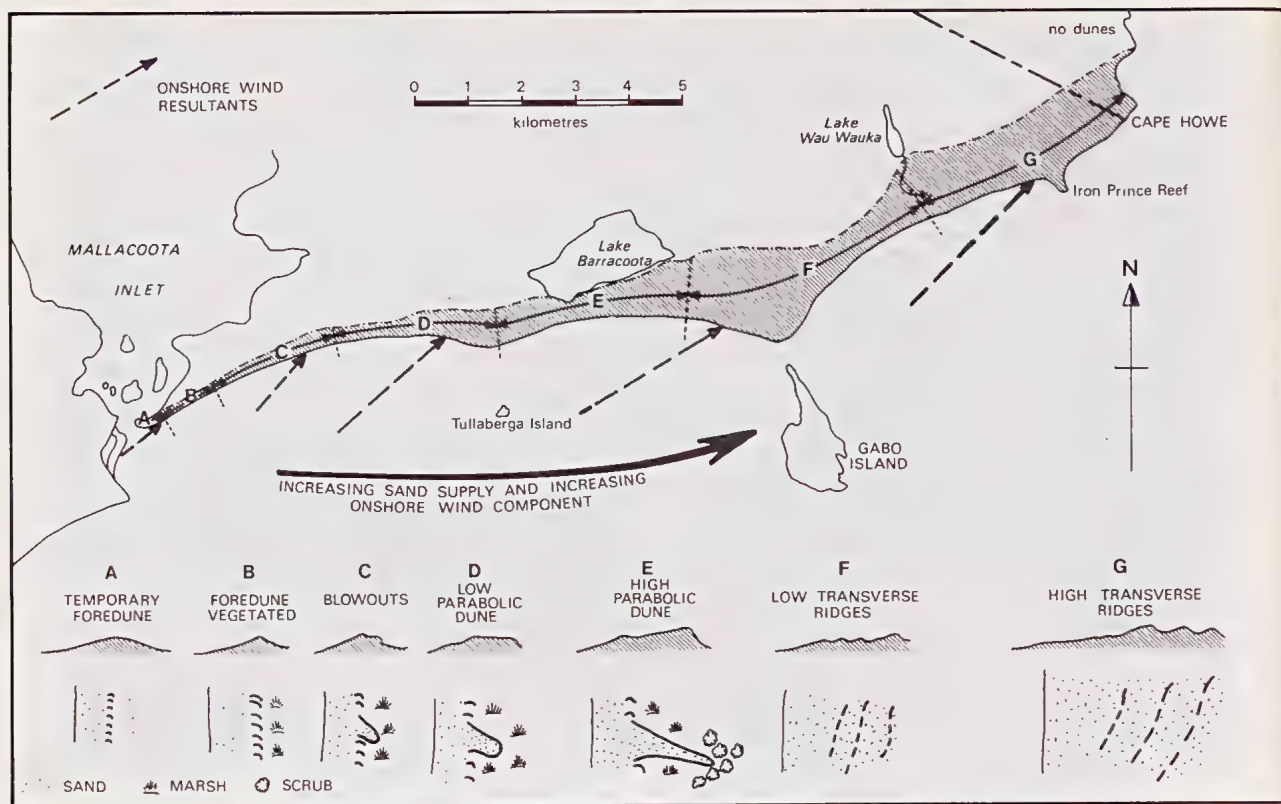 no dunes
ONSHORE WIND
RESULTANTS
0 1 2 3 4 5
kilometres
Lake
Wau Wauka
G
CAPE HOWE
Iron Prince Reef
MALLACOOTA
INLET
Lake
Barracoota
F
N
E
D
C
B
A
Tullaberga Island
GABO
ISLAND
INCREASING SAND SUPPLY AND INCREASING
ONSHORE WIND COMPONENT
A
TEMPORARY
FOREDUNE
B
FOREDUNE
VEGETATED
C
BLOWOUTS
D
LOW
PARABOLIC
DUNE
E
HIGH
PARABOLIC
DUNE
F
LOW TRANSVERSE
RIDGES
G
HIGH TRANSVERSE
RIDGES
SAND MARSH SCRUB